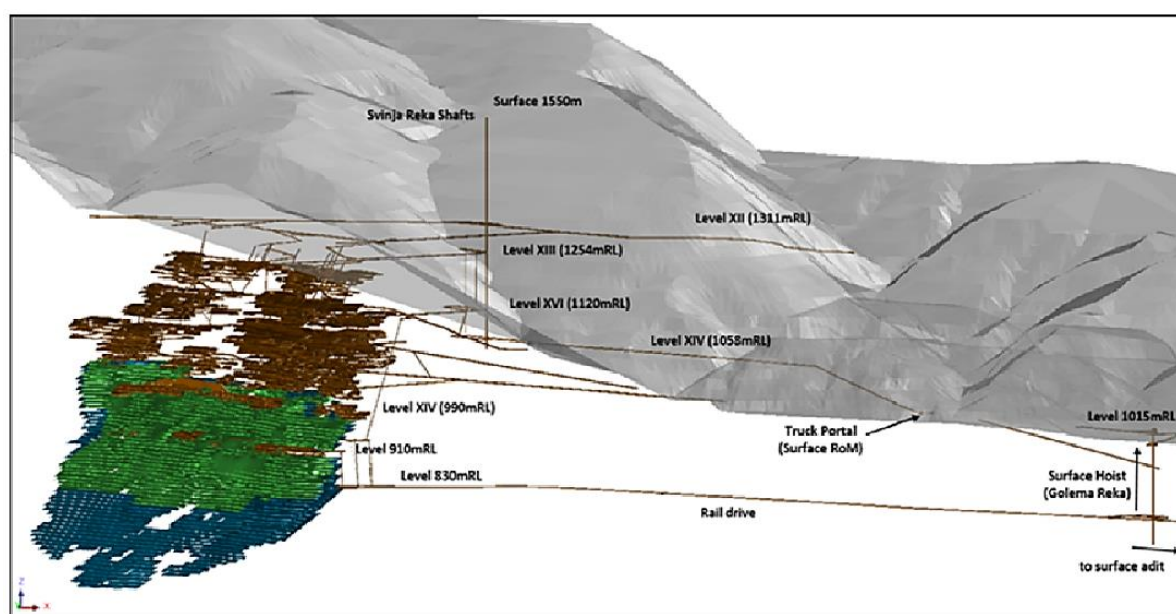 Surface 1550m
Svinja Reka Shafts
Level XII (1311mRL)
Level XIII (1254mRL)
Level XVI (1120mRL)
Level XIV (1058mRL)
Level XIV (990mRL)
Level 1015mRL
Truck Portal
(Surface RoM)
Level 910mRL
Level 830mRL
Surface Hoist
(Golema Reka)
Rail drive
to surface adit
Z
X